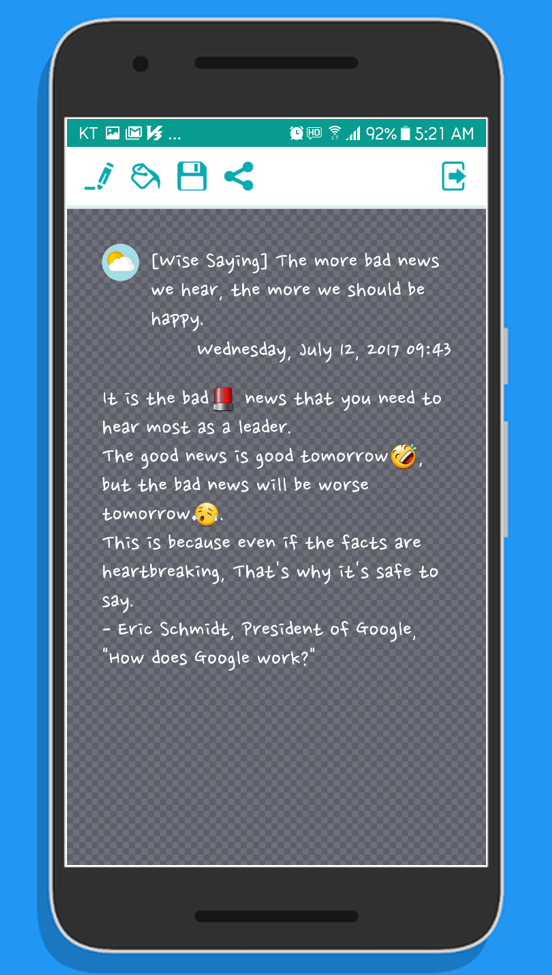 KT ... HD 92% 5:21 AM
[Wise Saying] The more bad news
we hear, the more we should be
happy.
Wednesday, July 12, 2017 09:43
It is the bad🚨 news that you need to
hear most as a leader.
The good news is good tomorrow🤣,
but the bad news will be worse
tomorrow😥.
This is because even if the facts are
heartbreaking, That's why it's safe to
say.
- Eric Schmidt, President of Google,
"How does Google work?"